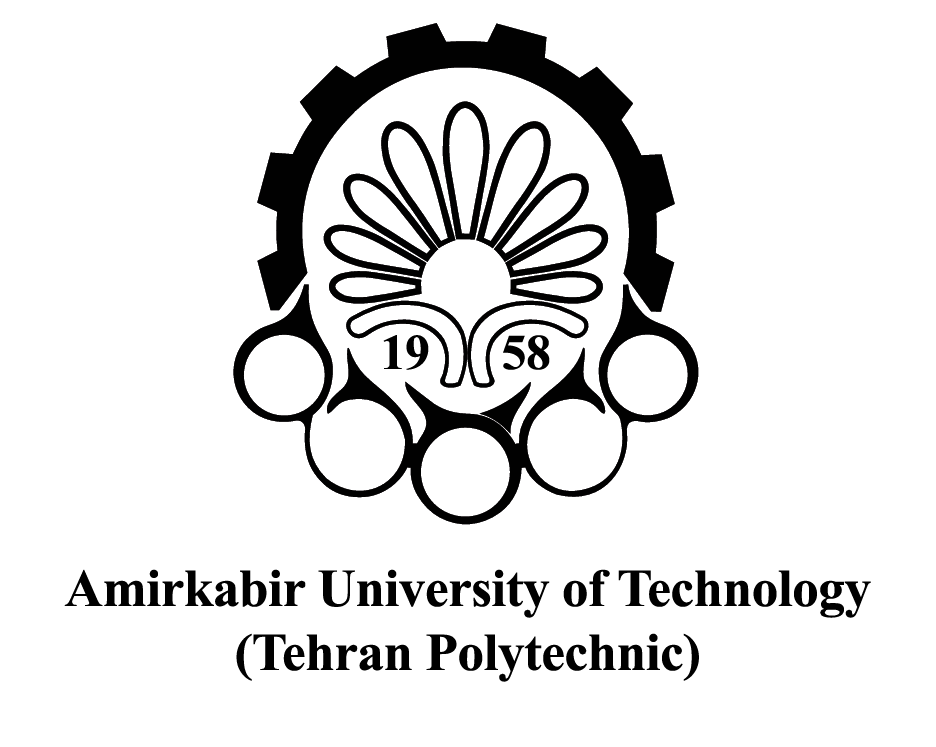 19 58
Amirkabir University of Technology
(Tehran Polytechnic)